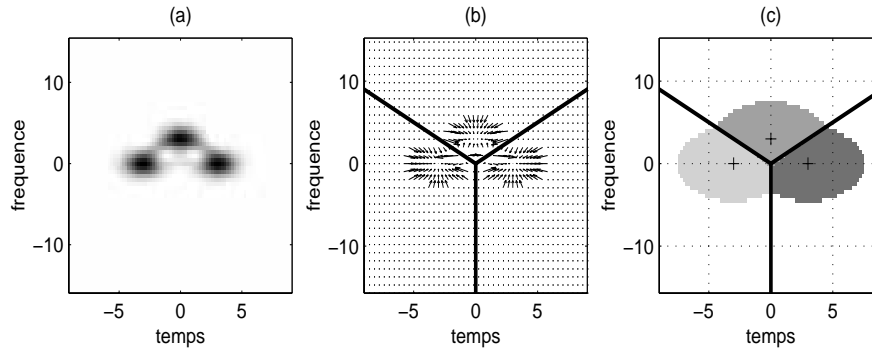 (a) (b) (c)
10 10 10
0 0 0
−10 −10 −10
frequence frequence frequence
−5 0 5 −5 0 5 −5 0 5
temps temps temps